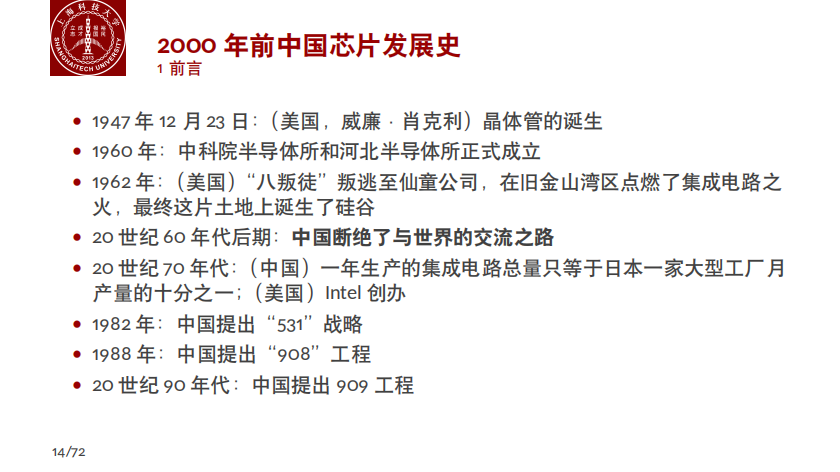 上海科技大学
立志 成才 报国 裕民
2013
SHANGHAITECH UNIVERSITY
2000 年前中国芯片发展史
1 前言
• 1947 年 12 月 23 日：（美国，威廉 · 肖克利）晶体管的诞生
• 1960 年：中科院半导体所和河北半导体所正式成立
• 1962 年：（美国）“八叛徒” 叛逃至仙童公司，在旧金山湾区点燃了集成电路之
火，最终这片土地上诞生了硅谷
• 20 世纪 60 年代后期：中国断绝了与世界的交流之路
• 20 世纪 70 年代：（中国）一年生产的集成电路总量只等于日本一家大型工厂月
产量的十分之一；（美国）Intel 创办
• 1982 年：中国提出 “531” 战略
• 1988 年：中国提出 “908” 工程
• 20 世纪 90 年代：中国提出 909 工程
14/72